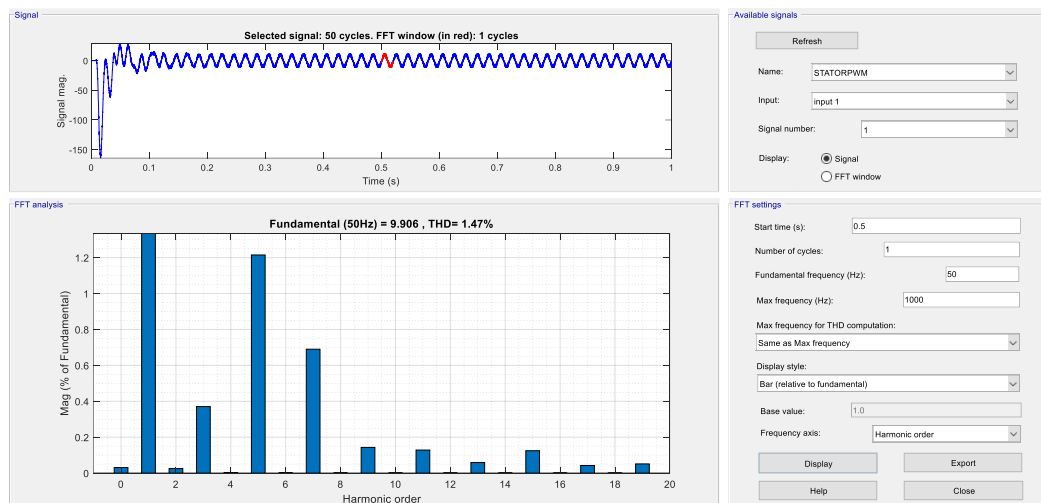 Signal
Selected signal: 50 cycles. FFT window (in red): 1 cycles
0
-50
-100
-150
Signal mag.
0 0.1 0.2 0.3 0.4 0.5 0.6 0.7 0.8 0.9 1
Time (s)
Available signals
Refresh
Name: STATORPWM
Input: input 1
Signal number: 1
Display: Signal
FFT window
FFT analysis
Fundamental (50Hz) = 9.906 , THD= 1.47%
1.2
1
0.8
0.6
0.4
0.2
0
Mag (% of Fundamental)
0 2 4 6 8 10 12 14 16 18 20
Harmonic order
FFT settings
Start time (s): 0.5
Number of cycles: 1
Fundamental frequency (Hz): 50
Max frequency (Hz): 1000
Max frequency for THD computation:
Same as Max frequency
Display style:
Bar (relative to fundamental)
Base value: 1.0
Frequency axis: Harmonic order
Display Export
Help Close